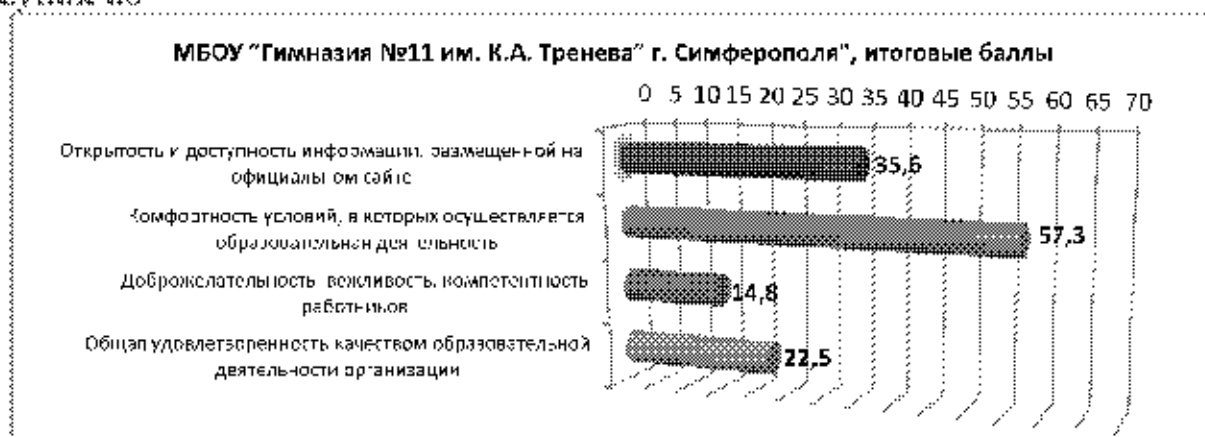 МБОУ "Гимназия №11 им. К.А. Тренева" г. Симферополя", итоговые баллы
0 5 10 15 20 25 30 35 40 45 50 55 60 65 70
Открытость и доступность информации, размещенной на
официальном сайте
35,6
Комфортность условий, в которых осуществляется
образовательная деятельность
57,3
Доброжелательность, вежливость, компетентность
работников
14,8
Общая удовлетворенность качеством образовательной
деятельности организации
22,5